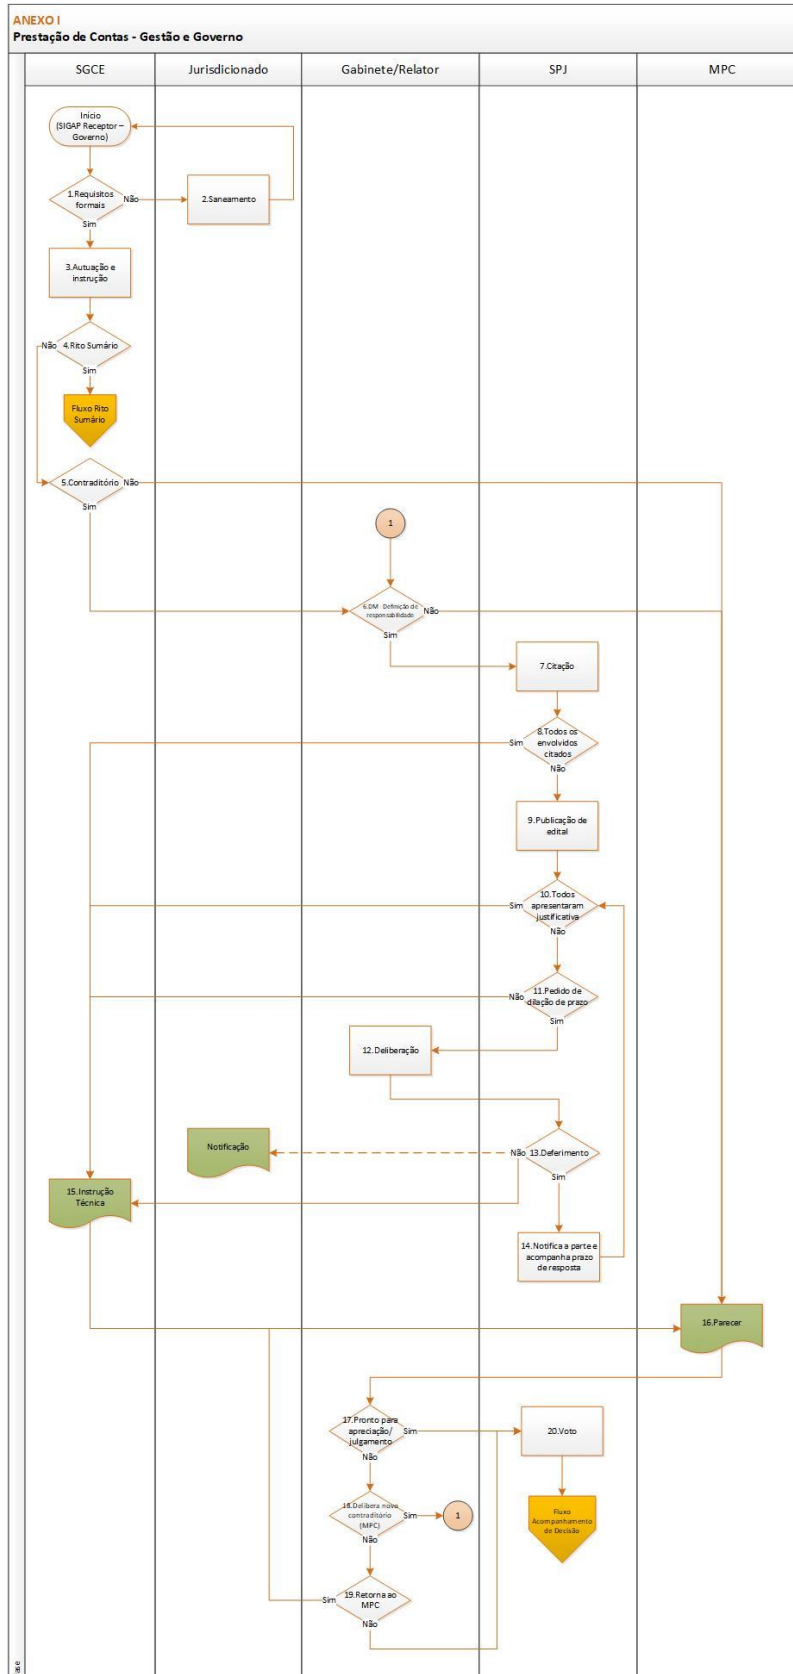 ANEXO I
Prestação de Contas - Gestão e Governo
SGCE
Jurisdicionado
Gabinete/Relator
SPJ
MPC
Início
(SIGAP Receptor –
Governo)
1.Requisitos
formais
Não
Sim
2.Saneamento
3.Autuação e
instrução
Não
4.Rito Sumário
Sim
Fluxo Rito
Sumário
5.Contraditório
Não
Sim
1
6.DM - Definição de
responsabilidade
Não
Sim
7.Citação
8.Todos os
envolvidos
citados
Sim
Não
9.Publicação de
edital
10.Todos
apresentaram
justificativa
Sim
Não
11.Pedido de
dilação de prazo
Não
Sim
12.Deliberação
Notificação
Não
13.Deferimento
Sim
15.Instrução
Técnica
14.Notifica a parte e
acompanha prazo
de resposta
16.Parecer
17.Pronto para
apreciação/
julgamento
Sim
Não
20.Voto
18.Delibera novo
contraditório
(MPC)
Sim
1
Não
Fluxo
Acompanhamento
de Decisão
19.Retorna ao
MPC
Sim
Não